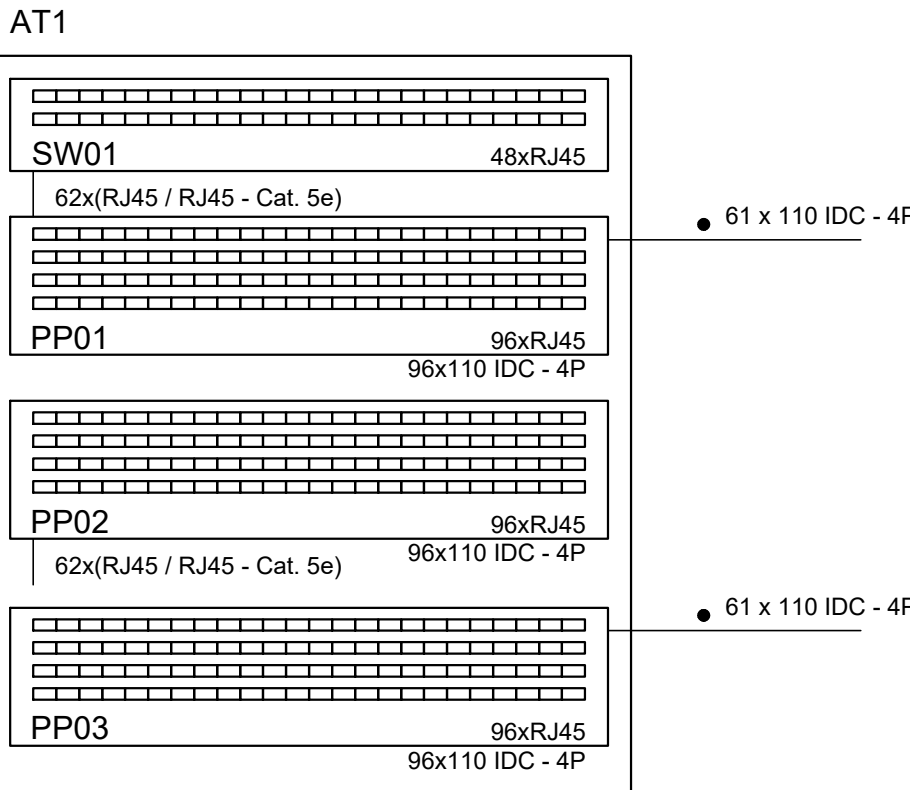 AT1
SW01
48xRJ45
62x(RJ45 / RJ45 - Cat. 5e)
61 x 110 IDC - 4P
PP01
96xRJ45
96x110 IDC - 4P
PP02
96xRJ45
96x110 IDC - 4P
62x(RJ45 / RJ45 - Cat. 5e)
61 x 110 IDC - 4P
PP03
96xRJ45
96x110 IDC - 4P